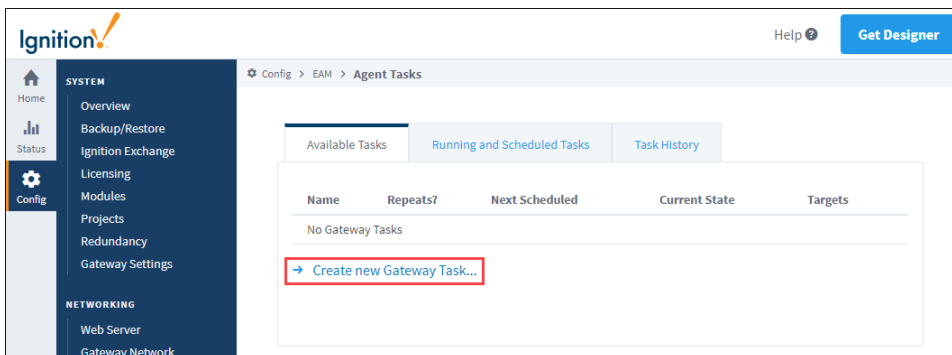 Ignition!
Help ?
Get Designer
Home
Status
Config
SYSTEM
Overview
Backup/Restore
Ignition Exchange
Licensing
Modules
Projects
Redundancy
Gateway Settings
NETWORKING
Web Server
Gateway Network
Config > EAM > Agent Tasks
Available Tasks
Running and Scheduled Tasks
Task History
Name Repeats? Next Scheduled Current State Targets
No Gateway Tasks
→ Create new Gateway Task...